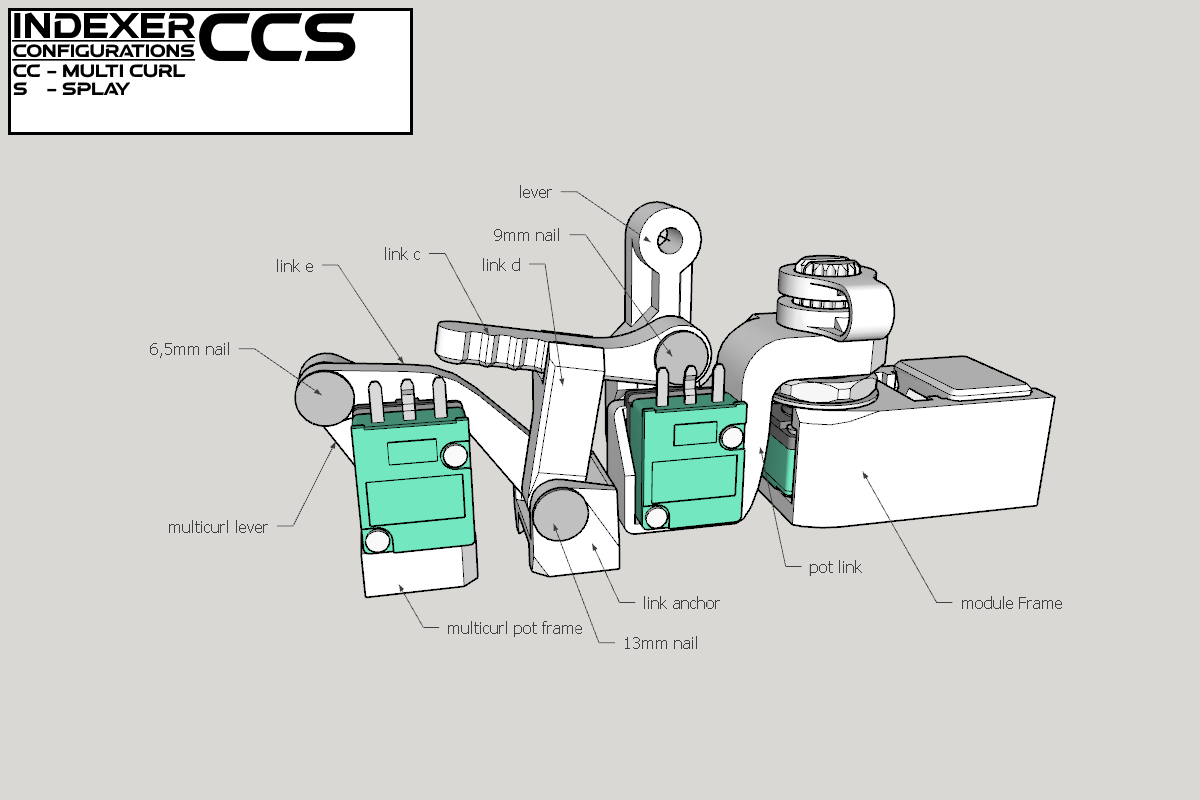 INDEXER CCS
CONFIGURATIONS
CC - MULTI CURL
S - SPLAY
lever
9mm nail
link c
link d
link e
6,5mm nail
multicurl lever
pot link
link anchor
module Frame
multicurl pot frame
13mm nail